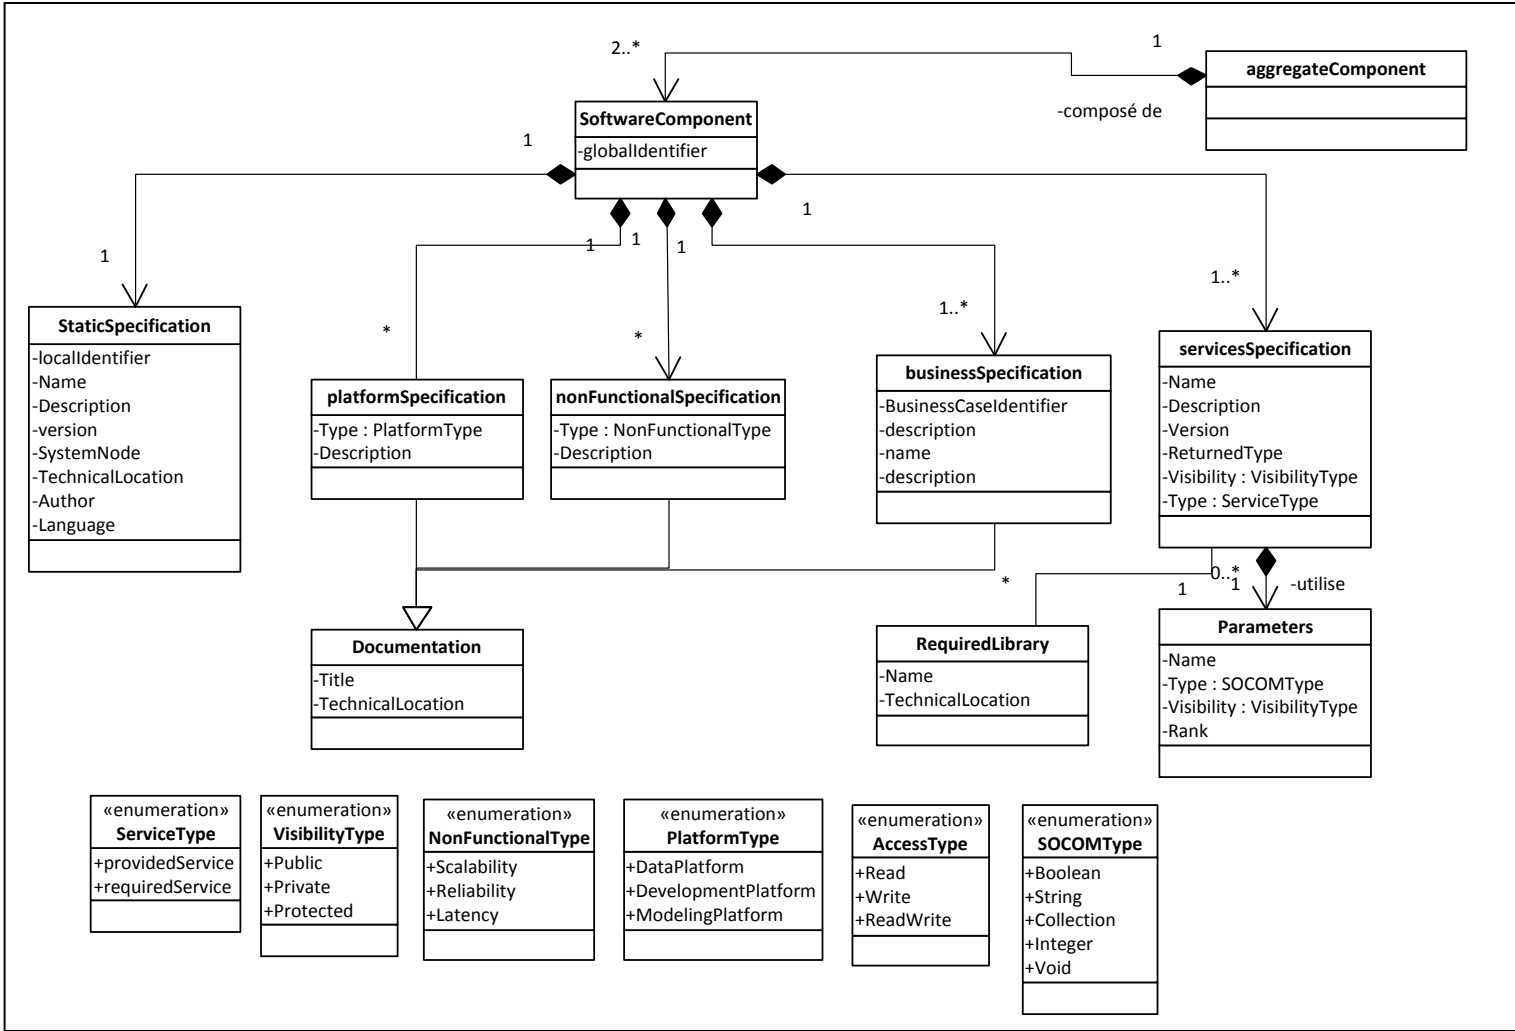 2..*
1
aggregateComponent
-composé de
SoftwareComponent
-globalIdentifier
1
1
1
1
1
1
1..*
1..*
*
*
StaticSpecification
-localIdentifier
-Name
-Description
-version
-SystemNode
-TechnicalLocation
-Author
-Language
platformSpecification
-Type : PlatformType
-Description
nonFunctionalSpecification
-Type : NonFunctionalType
-Description
businessSpecification
-BusinessCaseIdentifier
-description
-name
-description
servicesSpecification
-Name
-Description
-Version
-ReturnedType
-Visibility : VisibilityType
-Type : ServiceType
*
1
0..*
1
-utilise
Documentation
-Title
-TechnicalLocation
RequiredLibrary
-Name
-TechnicalLocation
Parameters
-Name
-Type : SOCOMType
-Visibility : VisibilityType
-Rank
«enumeration»
ServiceType
+providedService
+requiredService
«enumeration»
VisibilityType
+Public
+Private
+Protected
«enumeration»
NonFunctionalType
+Scalability
+Reliability
+Latency
«enumeration»
PlatformType
+DataPlatform
+DevelopmentPlatform
+ModelingPlatform
«enumeration»
AccessType
+Read
+Write
+ReadWrite
«enumeration»
SOCOMType
+Boolean
+String
+Collection
+Integer
+Void